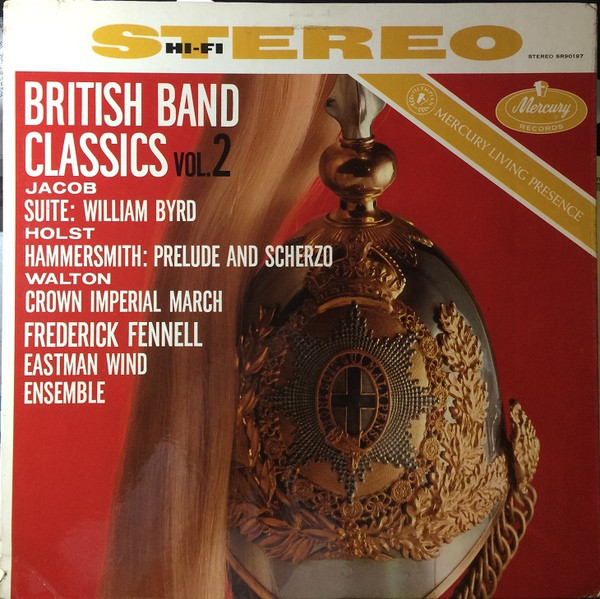 STEREO
HI-FI
STEREO SR90197
BRITISH BAND
CLASSICS VOL.2
JACOB
SUITE: WILLIAM BYRD
HOLST
HAMMERSMITH: PRELUDE AND SCHERZO
WALTON
CROWN IMPERIAL MARCH
FREDERICK FENNELL
EASTMAN WIND
ENSEMBLE
MERCURY LIVING PRESENCE
Mercury
RECORDS